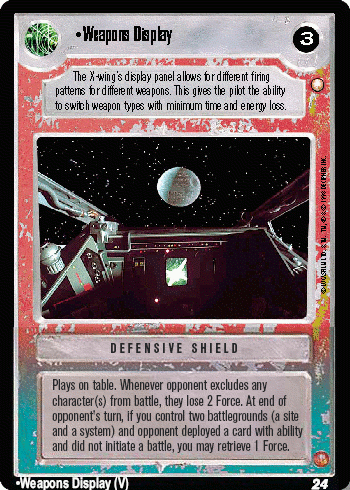 •Weapons Display
3
The X-wing's display panel allows for different firing
patterns for different weapons. This gives the pilot the ability
to switch weapon types with minimum time and energy loss.
DEFENSIVE SHIELD
Plays on table. Whenever opponent excludes any
character(s) from battle, they lose 2 Force. At end of
opponent's turn, if you control two battlegrounds (a site
and a system) and opponent deployed a card with ability
and did not initiate a battle, you may retrieve 1 Force.
•Weapons Display (V)
24